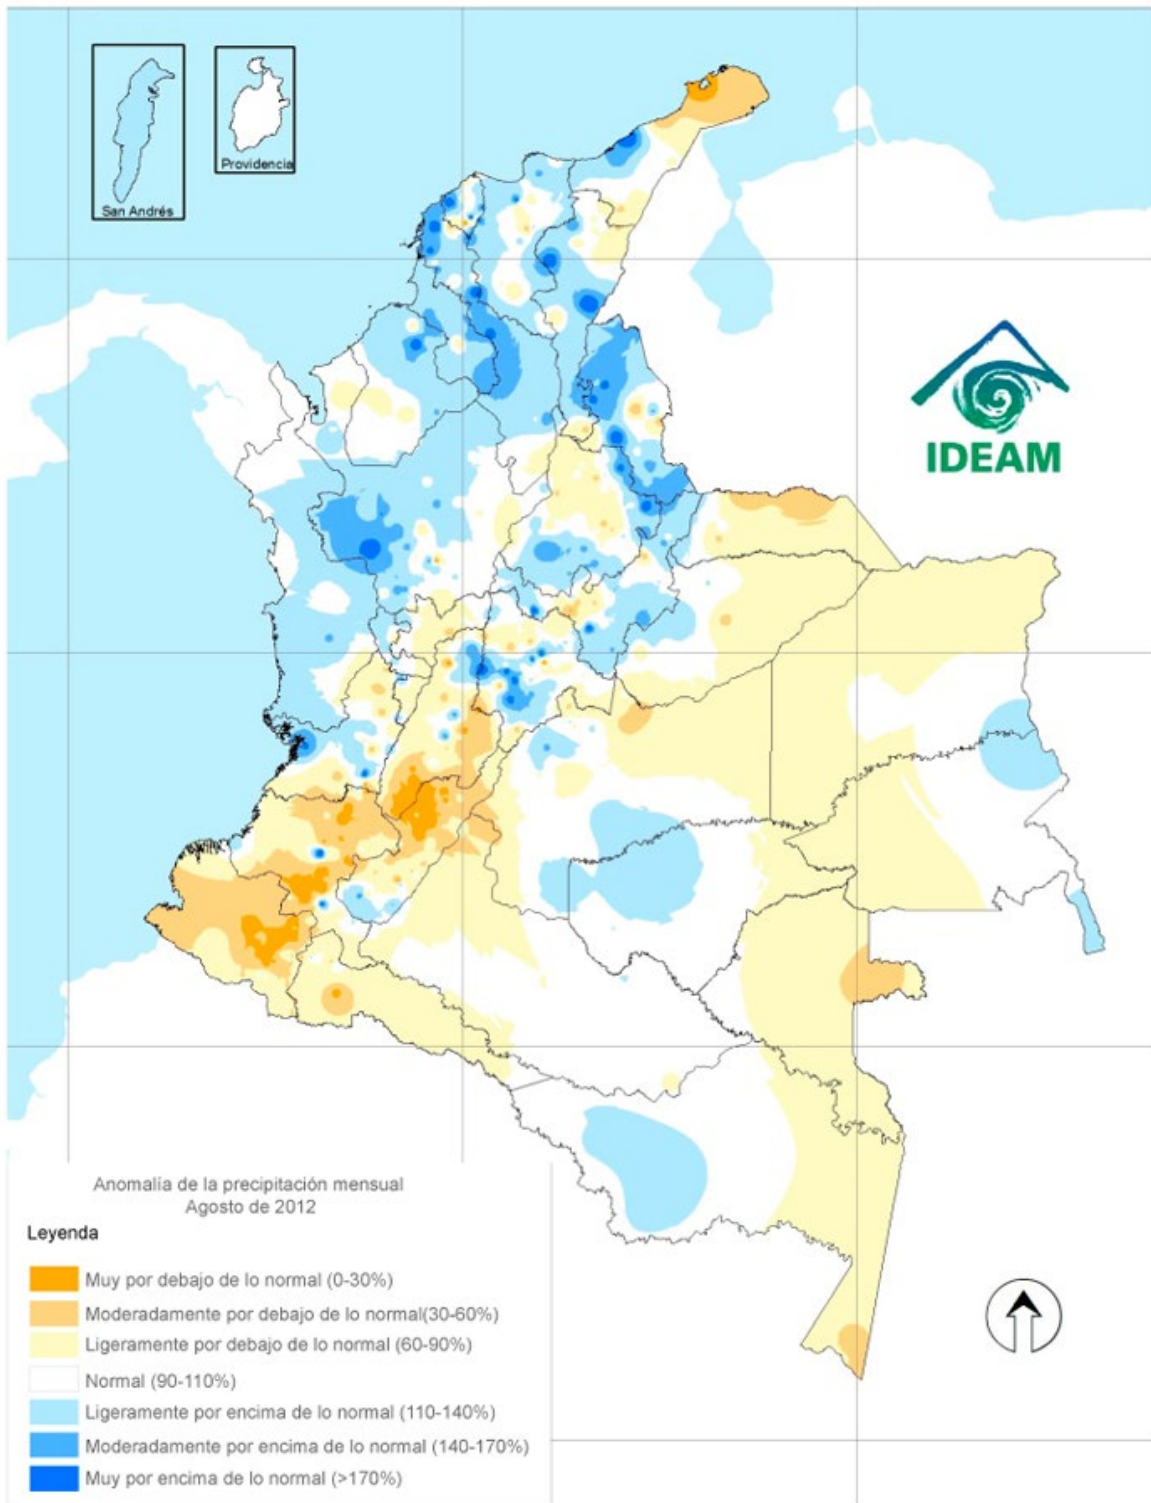 San Andrés
Providencia
IDEAM
Anomalía de la precipitación mensual
Agosto de 2012
Leyenda
Muy por debajo de lo normal (0-30%)
Moderadamente por debajo de lo normal(30-60%)
Ligeramente por debajo de lo normal (60-90%)
Normal (90-110%)
Ligeramente por encima de lo normal (110-140%)
Moderadamente por encima de lo normal (140-170%)
Muy por encima de lo normal (>170%)